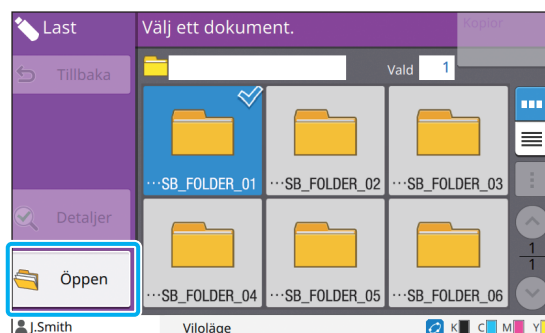 Last
Välj ett dokument.
Kopior
Tillbaka
Vald 1
···SB_FOLDER_01
···SB_FOLDER_02
···SB_FOLDER_03
Detaljer
1
1
Öppen
···SB_FOLDER_04
···SB_FOLDER_05
···SB_FOLDER_06
J.Smith
Viloläge
K C M Y